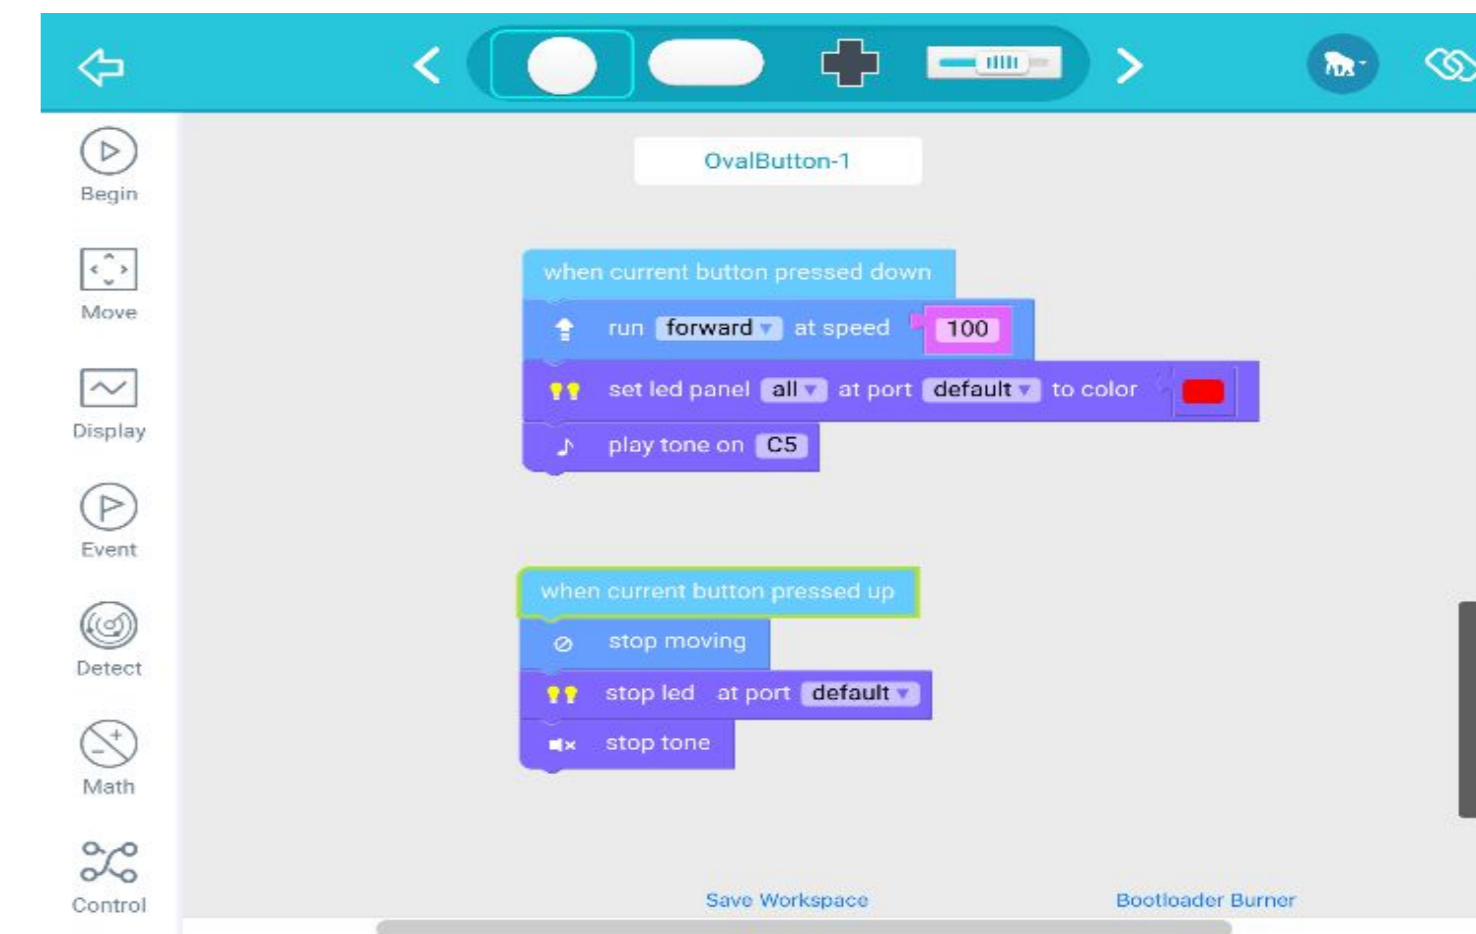 OvalButton-1
Begin
when current button pressed down
Move
run forward at speed 100
set led panel all at port default to color
Display
play tone on C5
Event
when current button pressed up
stop moving
Detect
stop led at port default
stop tone
Math
Control
Save Workspace Bootloader Burner